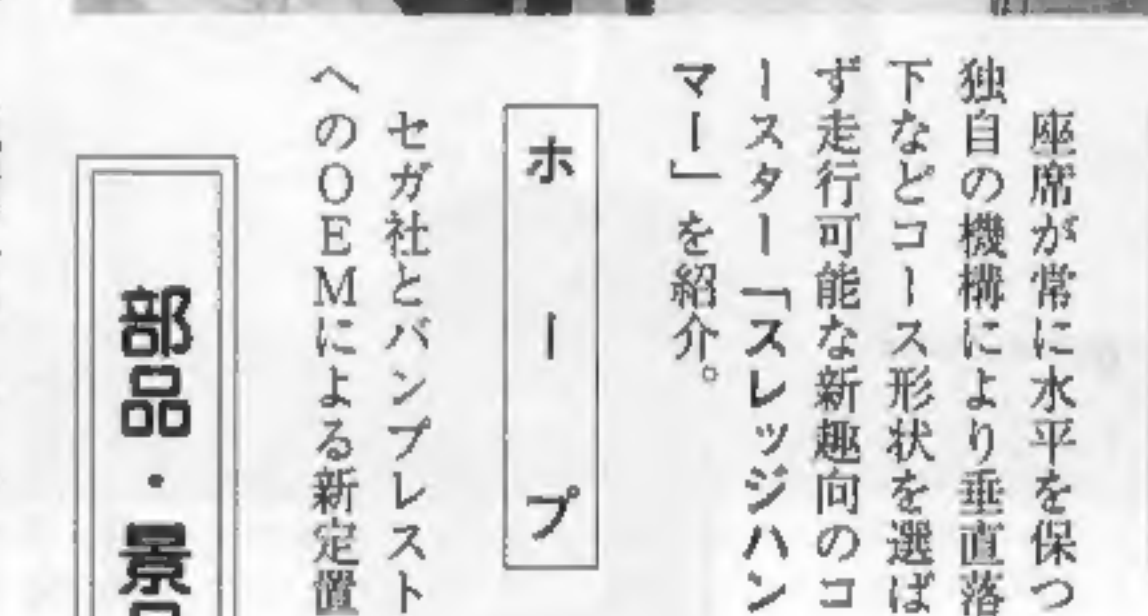 座席が常に水平を保つ
独自の機構により垂直落
下などコース形状を選ば
ず走行可能な新趣向のコ
ースター「スレッジハン
マー」を紹介。
ホープ
セガ社とバンプレスト
へのOEMによる新定置
部品・景品